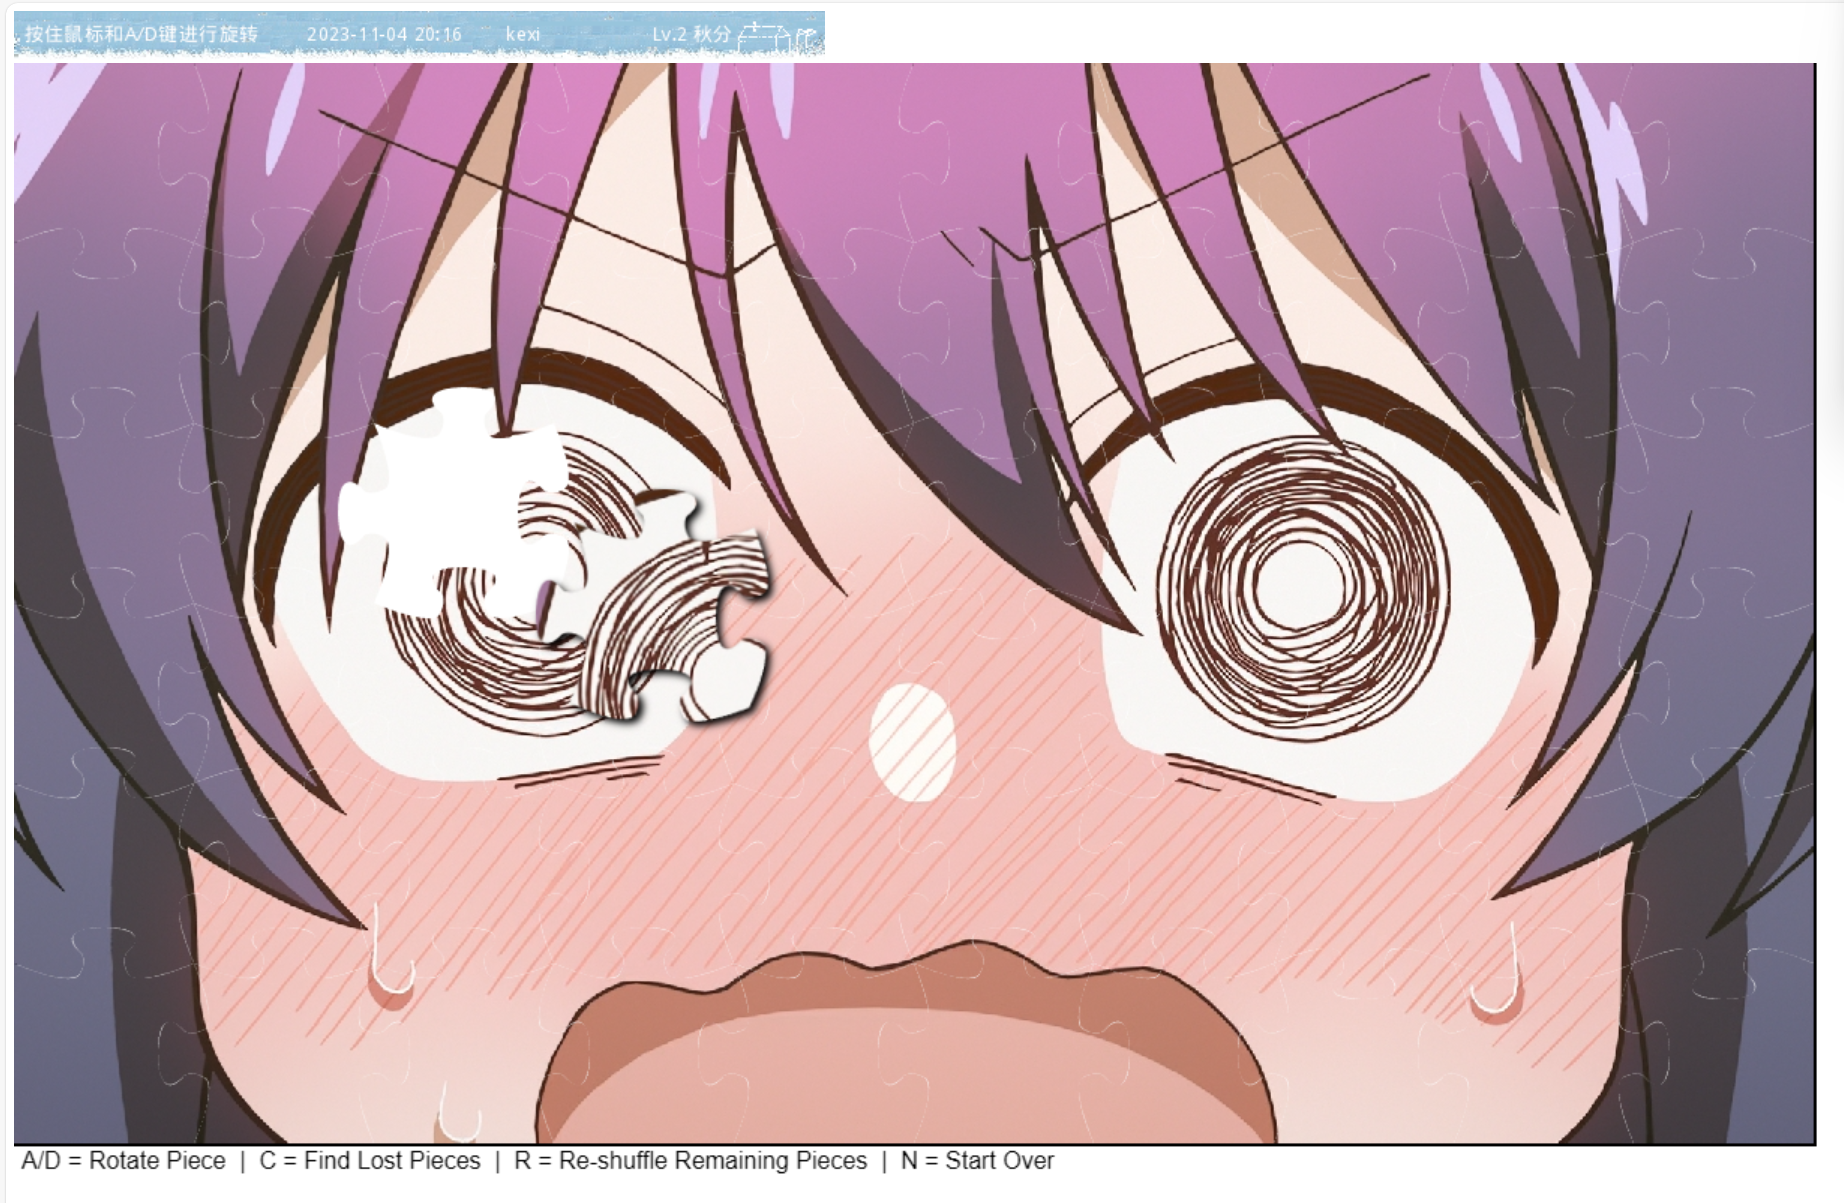 按住鼠标和A/D键进行旋转 2023-11-04 20:16 kexi Lv.2 秋分
A/D = Rotate Piece | C = Find Lost Pieces | R = Re-shuffle Remaining Pieces | N = Start Over